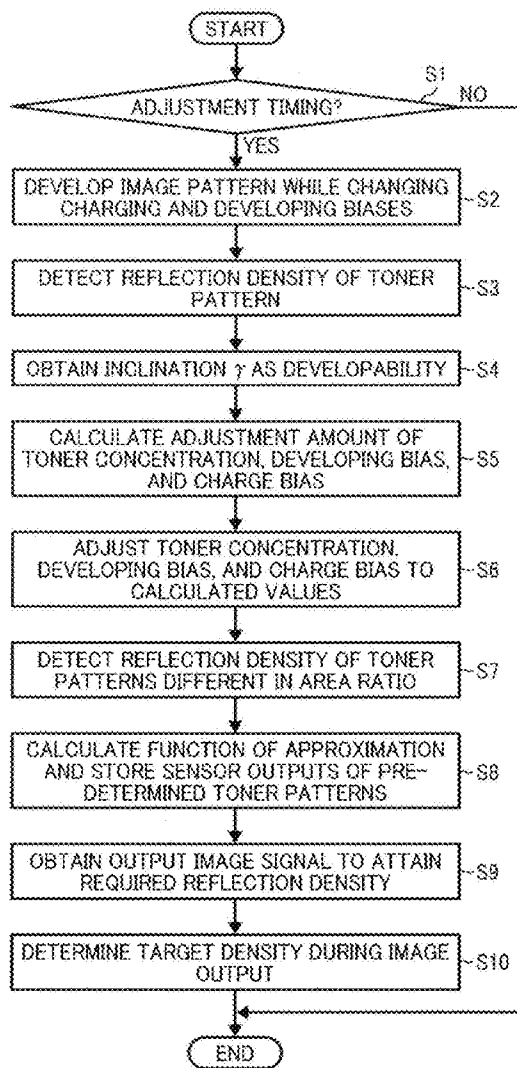 START
S1
ADJUSTMENT TIMING?
NO
YES
DEVELOP IMAGE PATTERN WHILE CHANGING
CHARGING AND DEVELOPING BIASES
S2
DETECT REFLECTION DENSITY OF TONER
PATTERN
S3
OBTAIN INCLINATION γ AS DEVELOPABILITY
S4
CALCULATE ADJUSTMENT AMOUNT OF
TONER CONCENTRATION, DEVELOPING BIAS,
AND CHARGE BIAS
S5
ADJUST TONER CONCENTRATION,
DEVELOPING BIAS, AND CHARGE BIAS TO
CALCULATED VALUES
S6
DETECT REFLECTION DENSITY OF TONER
PATTERNS DIFFERENT IN AREA RATIO
S7
CALCULATE FUNCTION OF APPROXIMATION
AND STORE SENSOR OUTPUTS OF PRE-
DETERMINED TONER PATTERNS
S8
OBTAIN OUTPUT IMAGE SIGNAL TO ATTAIN
REQUIRED REFLECTION DENSITY
S9
DETERMINE TARGET DENSITY DURING IMAGE
OUTPUT
S10
END